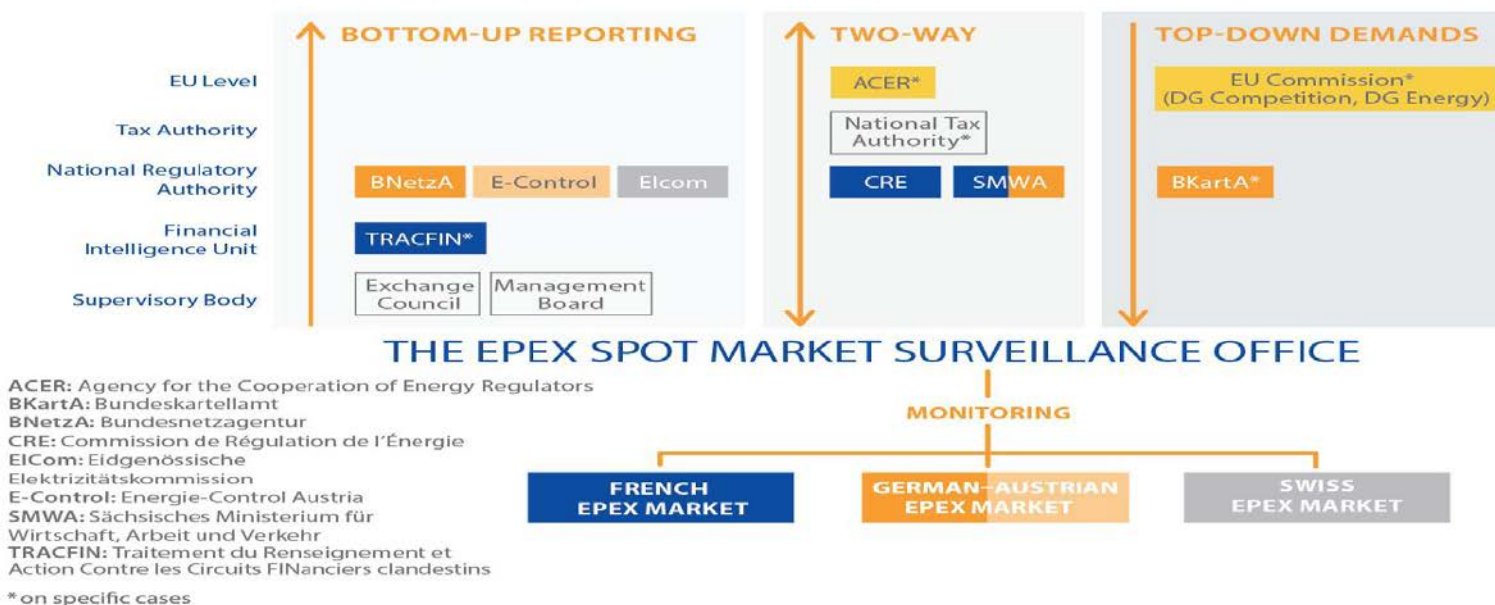 BOTTOM-UP REPORTING
TWO-WAY
TOP-DOWN DEMANDS
EU Level
ACER*
EU Commission*
(DG Competition, DG Energy)
Tax Authority
National Tax
Authority*
National Regulatory
Authority
BNetzA
E-Control
Elcom
CRE
SMWA
BKartA*
Financial
Intelligence Unit
TRACFIN*
Supervisory Body
Exchange
Council
Management
Board
THE EPEX SPOT MARKET SURVEILLANCE OFFICE
ACER: Agency for the Cooperation of Energy Regulators
BKartA: Bundeskartellamt
BNetzA: Bundesnetzagentur
CRE: Commission de Régulation de l'Énergie
ElCom: Eidgenössische
Elektrizitätskommission
E-Control: Energie-Control Austria
SMWA: Sächsisches Ministerium für
Wirtschaft, Arbeit und Verkehr
TRACFIN: Traitement du Renseignement et
Action Contre les Circuits FINanciers clandestins
*on specific cases
MONITORING
FRENCH
EPEX MARKET
GERMAN–AUSTRIAN
EPEX MARKET
SWISS
EPEX MARKET